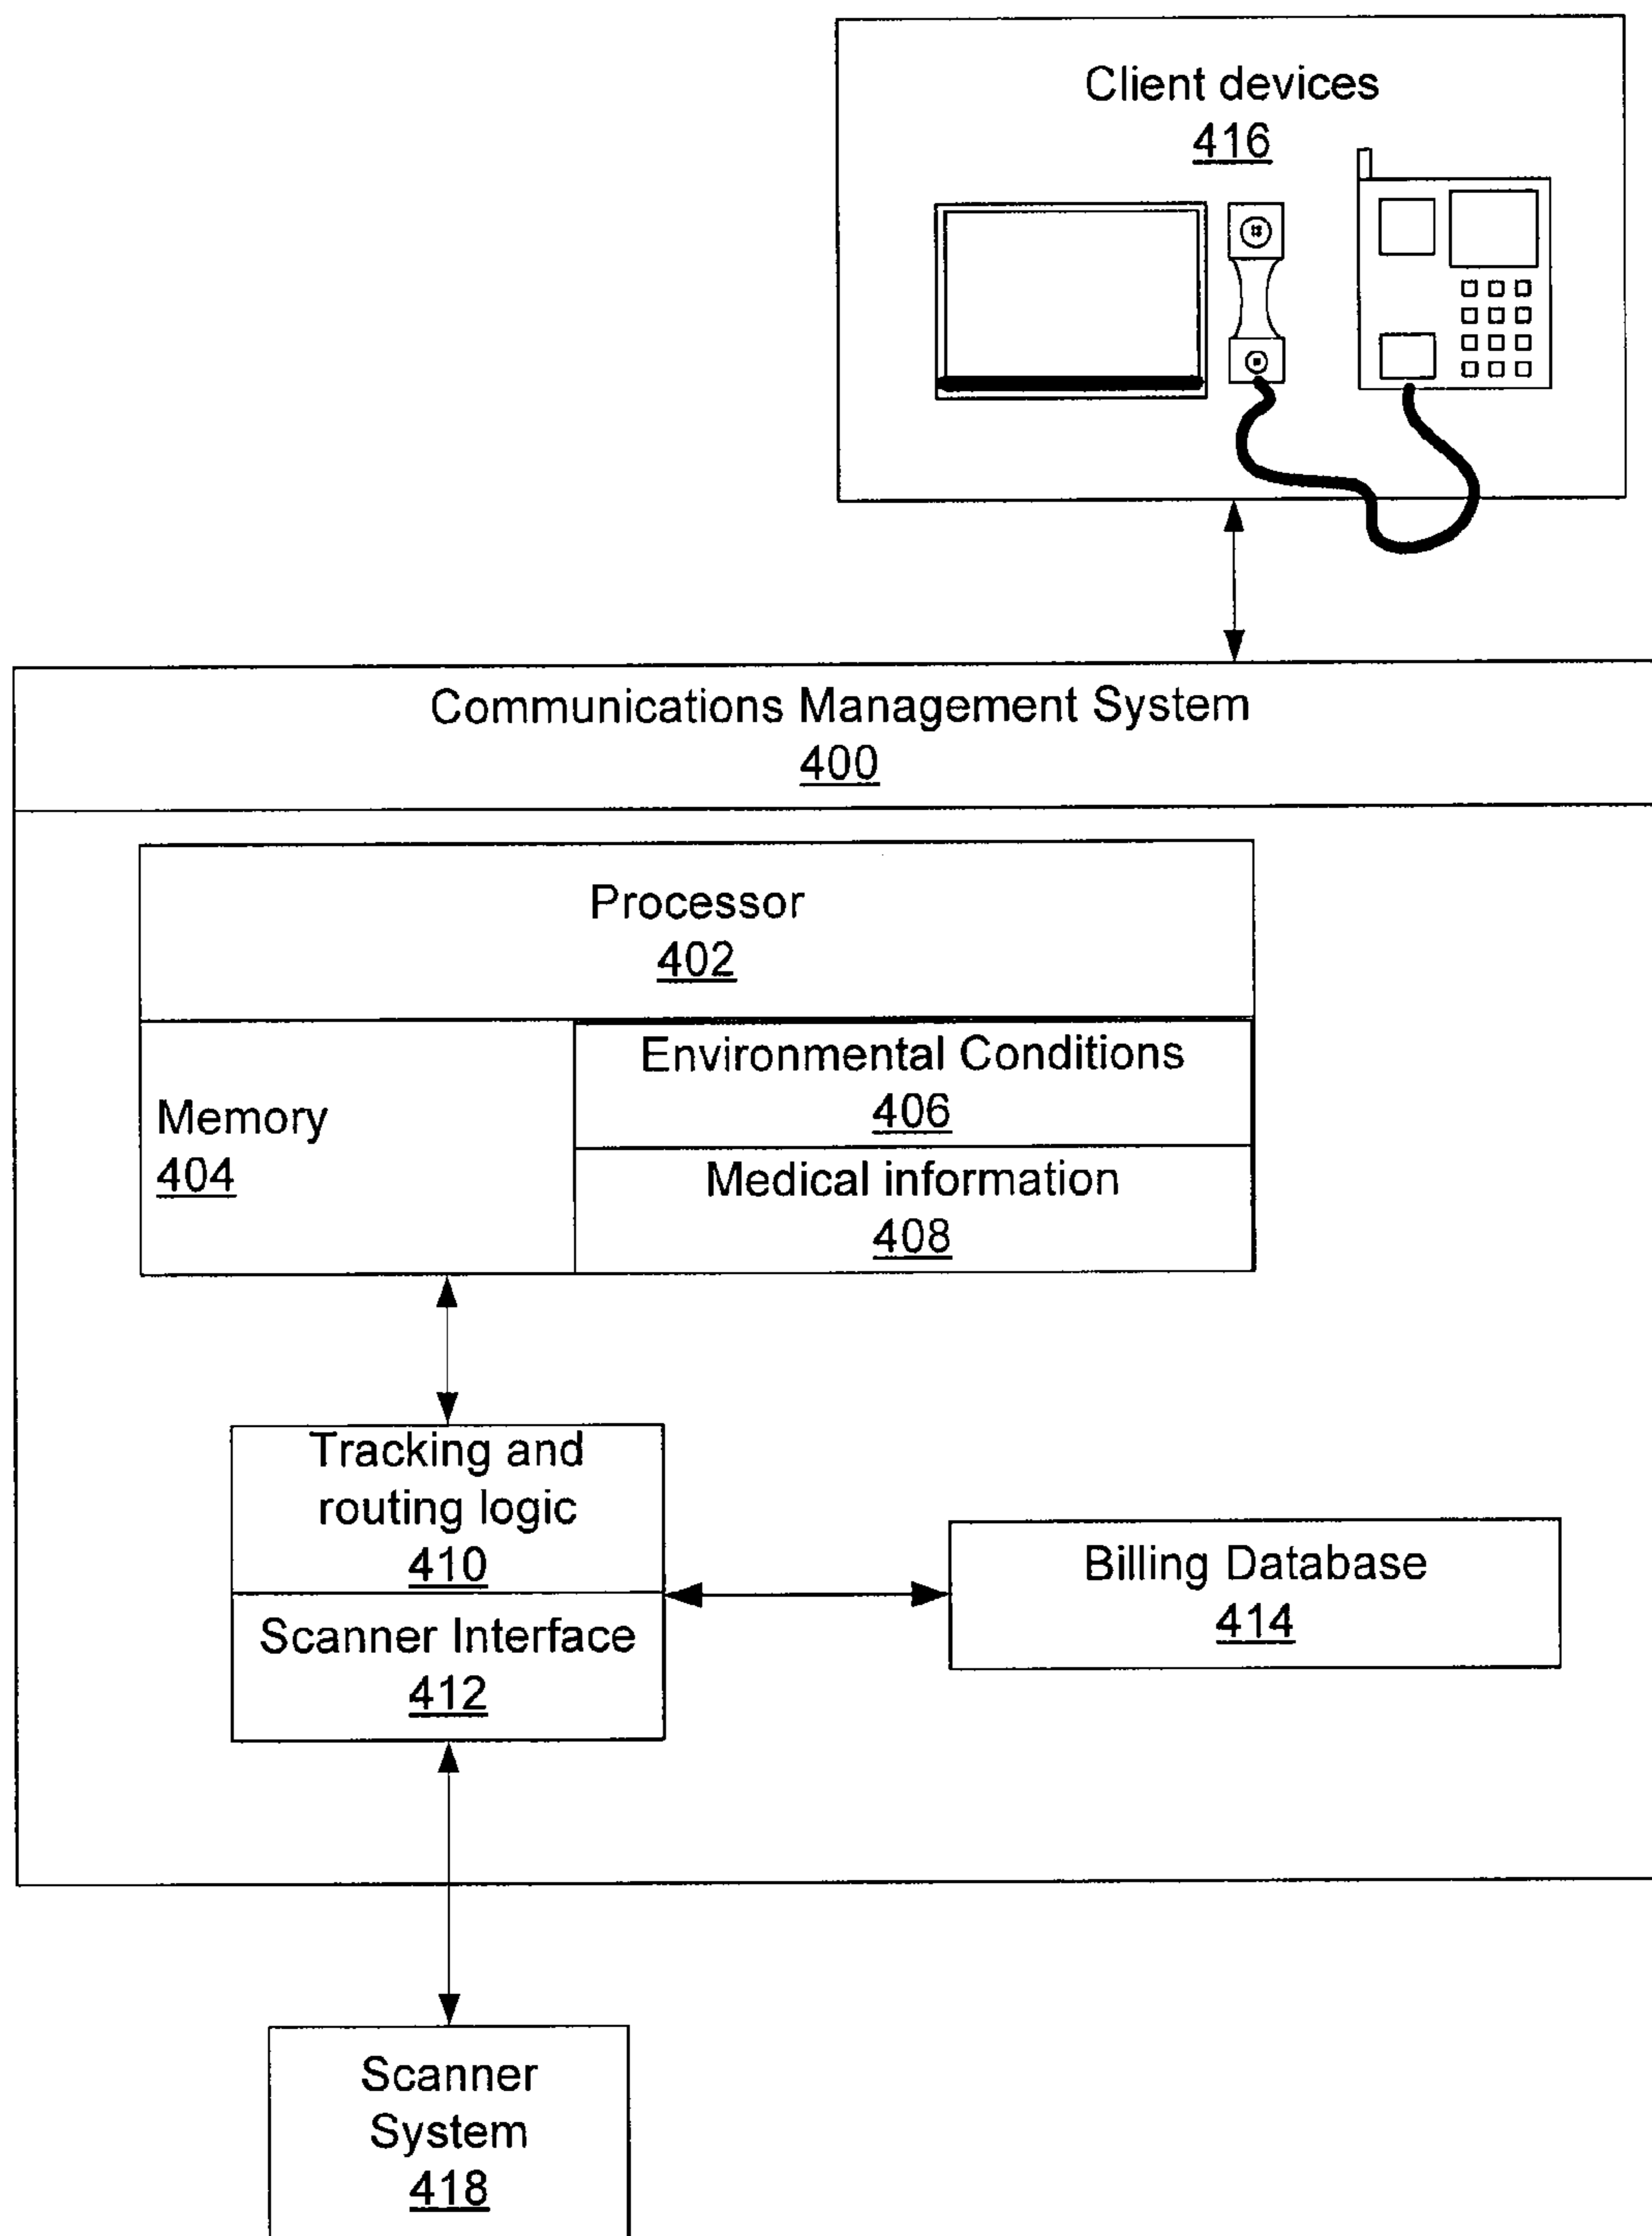 Client devices
416
Communications Management System
400
Processor
402
Environmental Conditions
406
Memory
404
Medical information
408
Tracking and
routing logic
410
Billing Database
414
Scanner Interface
412
Scanner
System
418